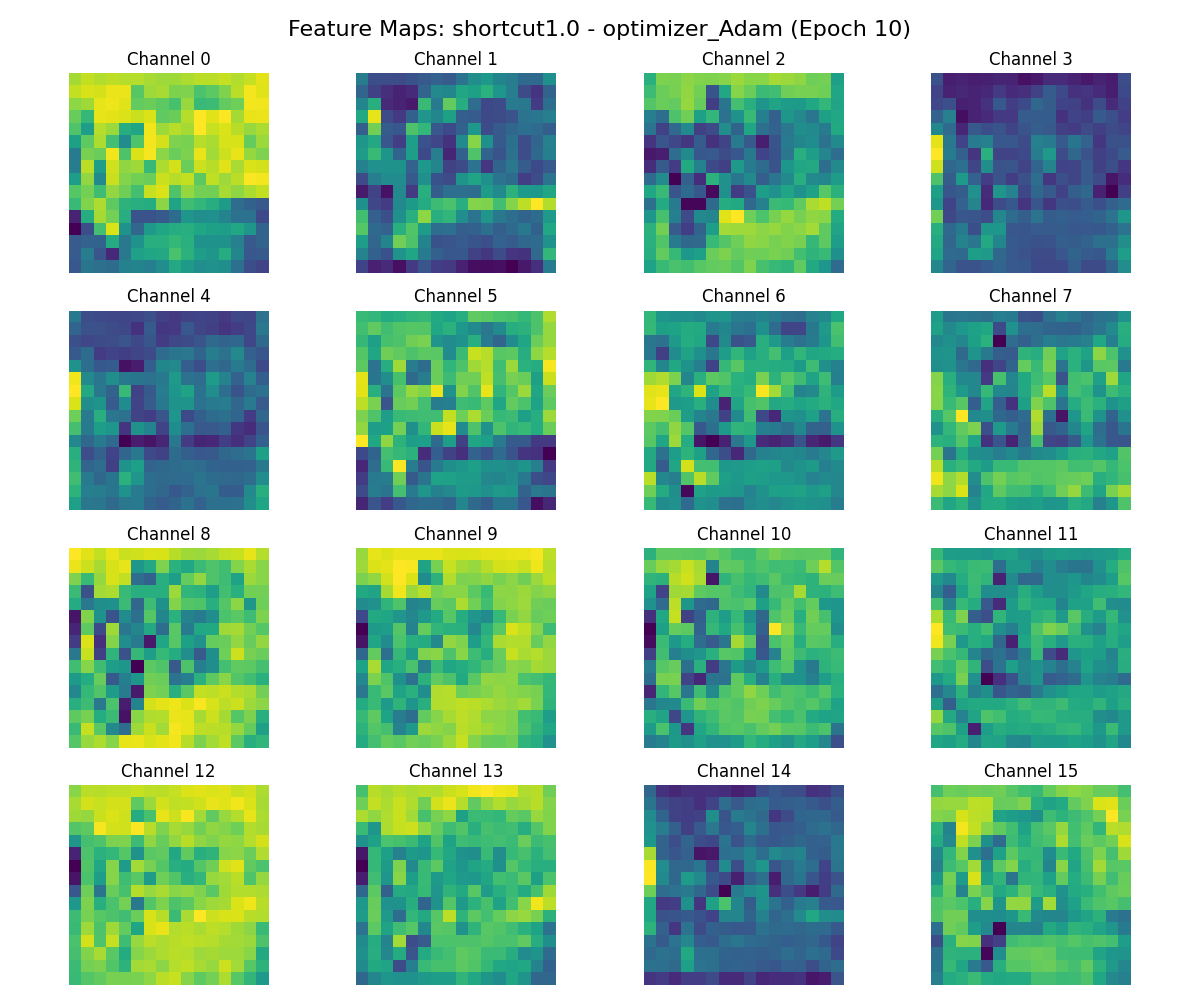 Feature Maps: shortcut1.0 - optimizer_Adam (Epoch 10)
Channel 0 Channel 1 Channel 2 Channel 3
Channel 4 Channel 5 Channel 6 Channel 7
Channel 8 Channel 9 Channel 10 Channel 11
Channel 12 Channel 13 Channel 14 Channel 15